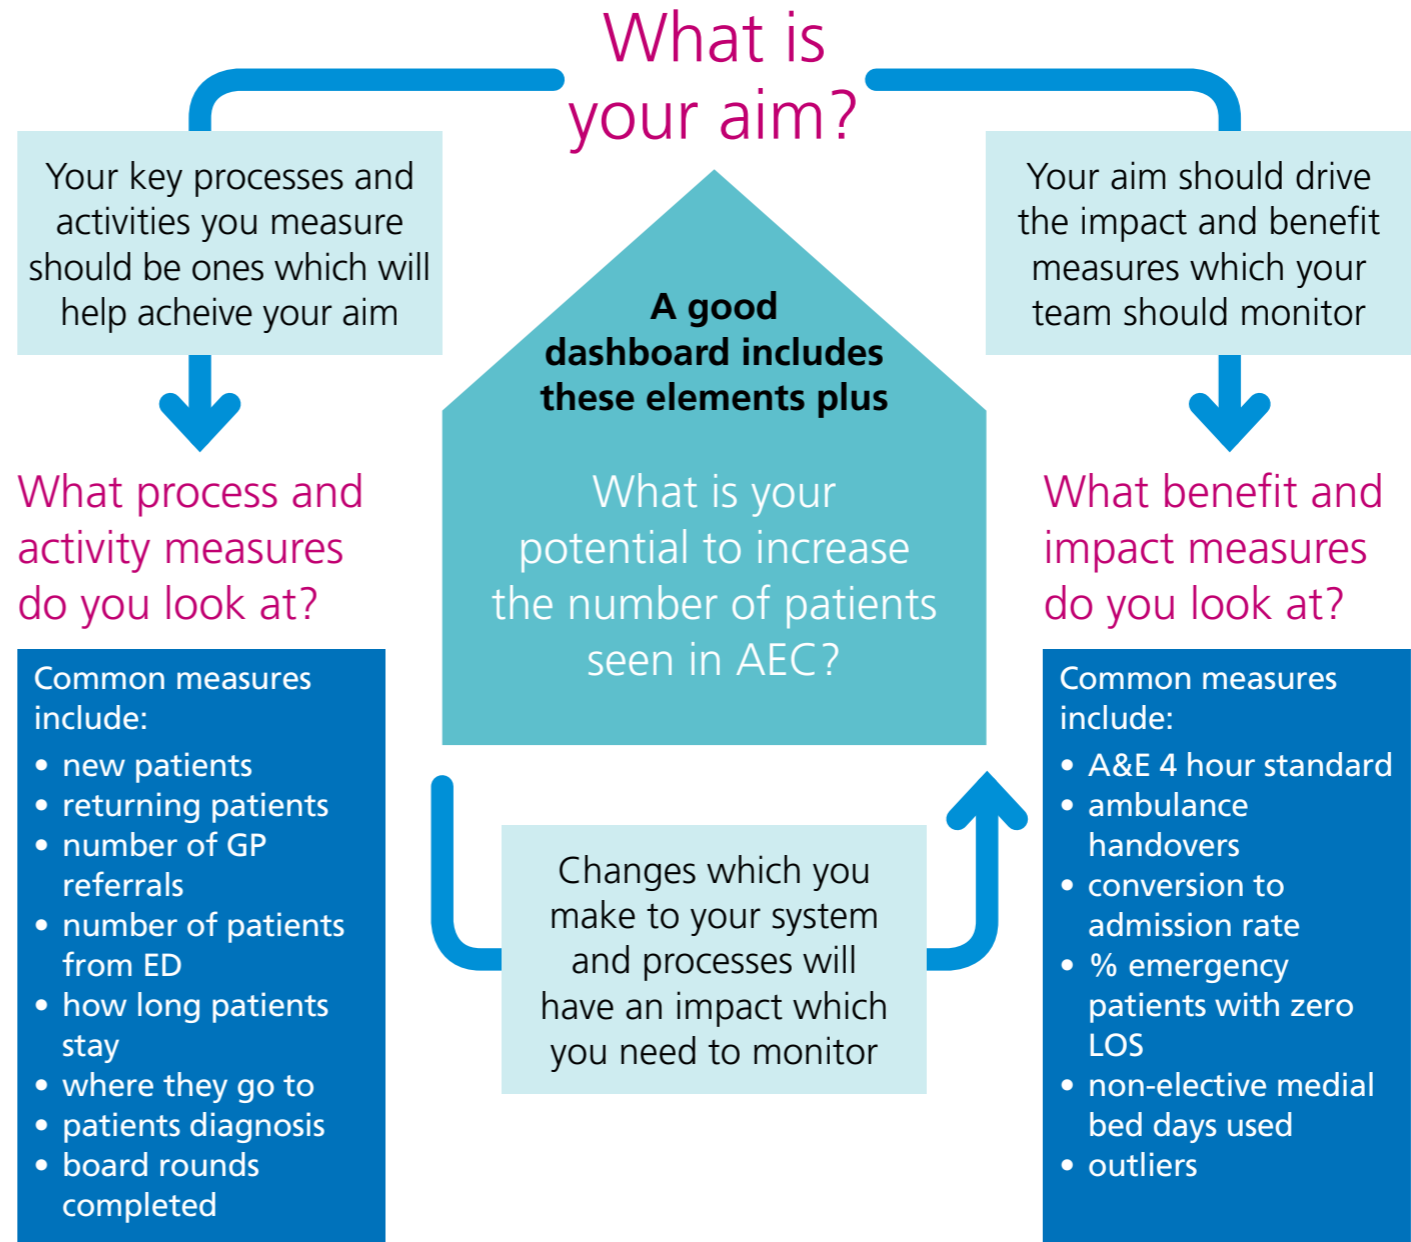 What is
your aim?
Your key processes and
activities you measure
should be ones which will
help acheive your aim
Your aim should drive
the impact and benefit
measures which your
team should monitor
A good
dashboard includes
these elements plus
What is your
potential to increase
the number of patients
seen in AEC?
What process and
activity measures
do you look at?
Common measures
include:
• new patients
• returning patients
• number of GP
referrals
• number of patients
from ED
• how long patients
stay
• where they go to
• patients diagnosis
• board rounds
completed
Changes which you
make to your system
and processes will
have an impact which
you need to monitor
What benefit and
impact measures
do you look at?
Common measures
include:
• A&E 4 hour standard
• ambulance
handovers
• conversion to
admission rate
• % emergency
patients with zero
LOS
• non-elective medial
bed days used
• outliers